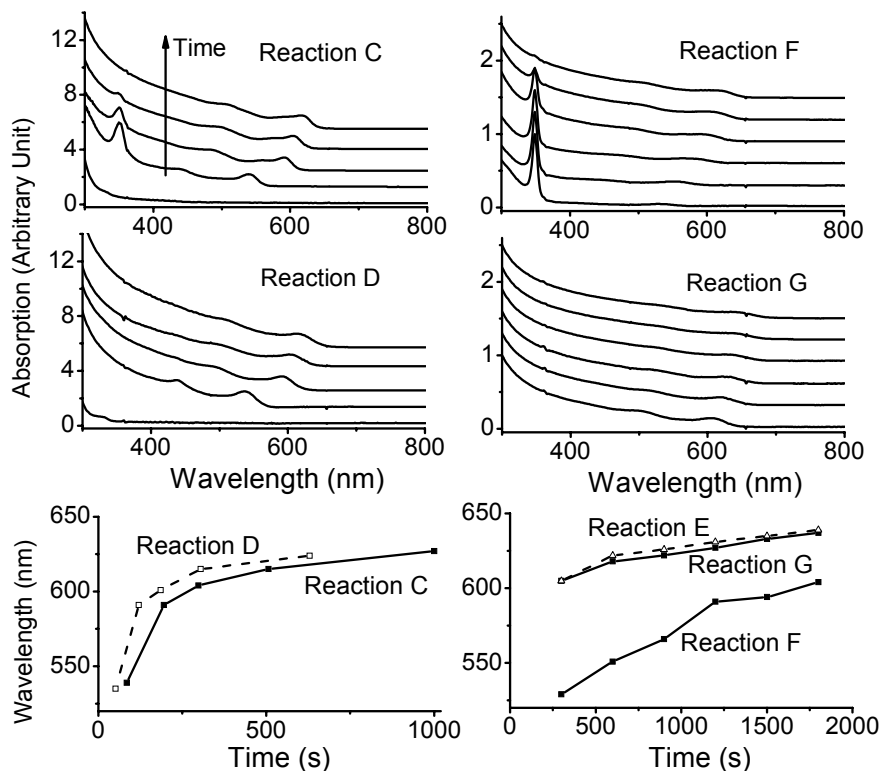 Absorption (Arbitrary Unit)
12
8
4
0
Time
Reaction C
400 600 800
2
1
0
Reaction F
400 600 800
12
8
4
0
Reaction D
400 600 800
Wavelength (nm)
2
1
0
Reaction G
400 600 800
Wavelength (nm)
Wavelength (nm)
650
600
550
Reaction D
Reaction C
0 500 1000
Time (s)
650
600
550
Reaction E
Reaction G
Reaction F
0 500 1000 1500 2000
Time (s)